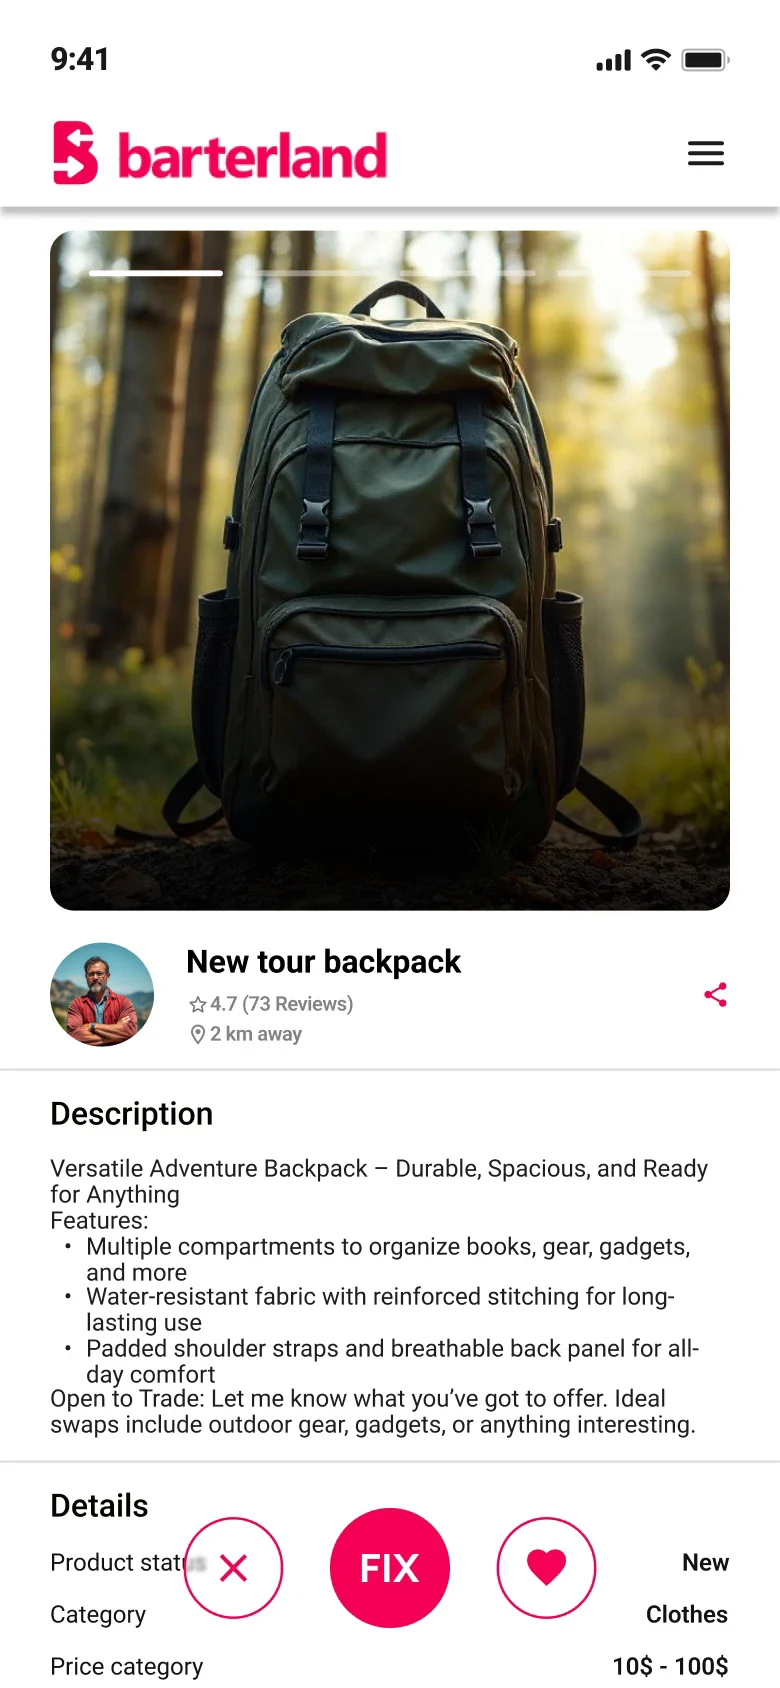 9:41
barterland
New tour backpack
4.7 (73 Reviews)
2 km away
Description
Versatile Adventure Backpack – Durable, Spacious, and Ready
for Anything
Features:
• Multiple compartments to organize books, gear, gadgets,
and more
• Water-resistant fabric with reinforced stitching for long-
lasting use
• Padded shoulder straps and breathable back panel for all-
day comfort
Open to Trade: Let me know what you’ve got to offer. Ideal
swaps include outdoor gear, gadgets, or anything interesting.
Details
Product status
New
FIX
Category
Clothes
Price category
10$ - 100$